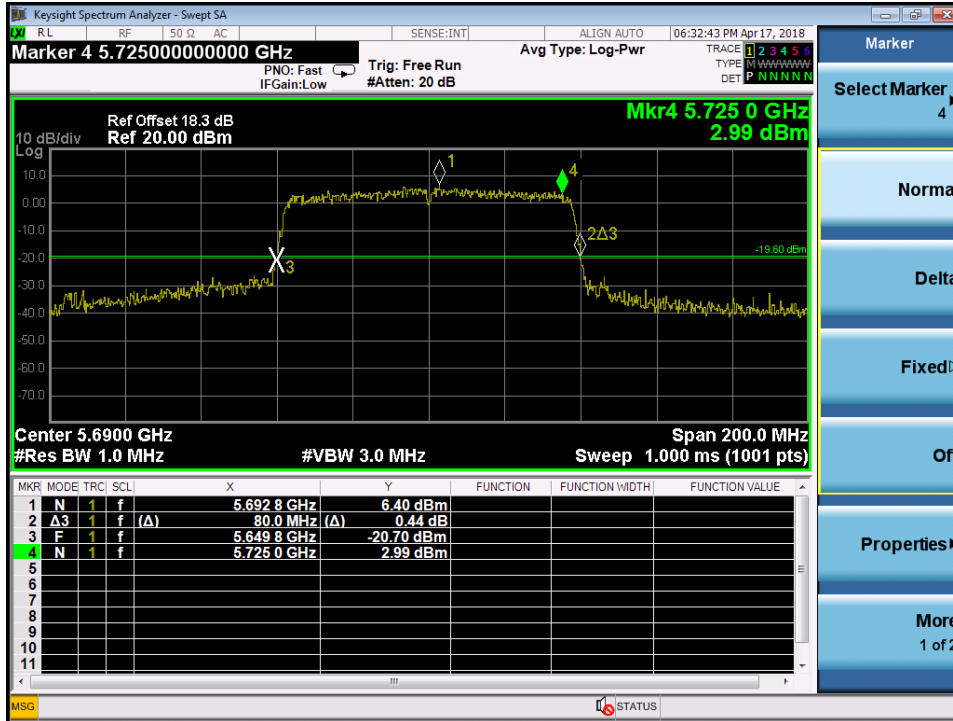 Keysight Spectrum Analyzer - Swept SA
LXI RL RF 50 Ω AC SENSE:INT ALIGN AUTO 06:32:43 PM Apr 17, 2018
Marker 4 5.725000000000 GHz
PNO: Fast
IFGain:Low
Trig: Free Run
#Atten: 20 dB
Avg Type: Log-Pwr
TRACE 1 2 3 4 5 6
TYPE M WWWWW
DET P N N N N N
Mkr4 5.725 0 GHz
2.99 dBm
Ref Offset 18.3 dB
10 dB/div Ref 20.00 dBm
Log
10.0
0.00
-10.0
-20.0
-30.0
-40.0
-50.0
-60.0
-70.0
1
4
2Δ3
3
-19.60 dBm
Center 5.6900 GHz Span 200.0 MHz
#Res BW 1.0 MHz #VBW 3.0 MHz Sweep 1.000 ms (1001 pts)
MKR MODE TRC SCL X Y FUNCTION FUNCTION WIDTH FUNCTION VALUE
1 N 1 f 5.692 8 GHz 6.40 dBm
2 Δ3 1 f (Δ) 80.0 MHz (Δ) 0.44 dB
3 F 1 f 5.649 8 GHz -20.70 dBm
4 N 1 f 5.725 0 GHz 2.99 dBm
5
6
7
8
9
10
11
MSG STATUS
Marker
Select Marker
4
Norma
Delta
Fixed
Of
Properties
More
1 of 2